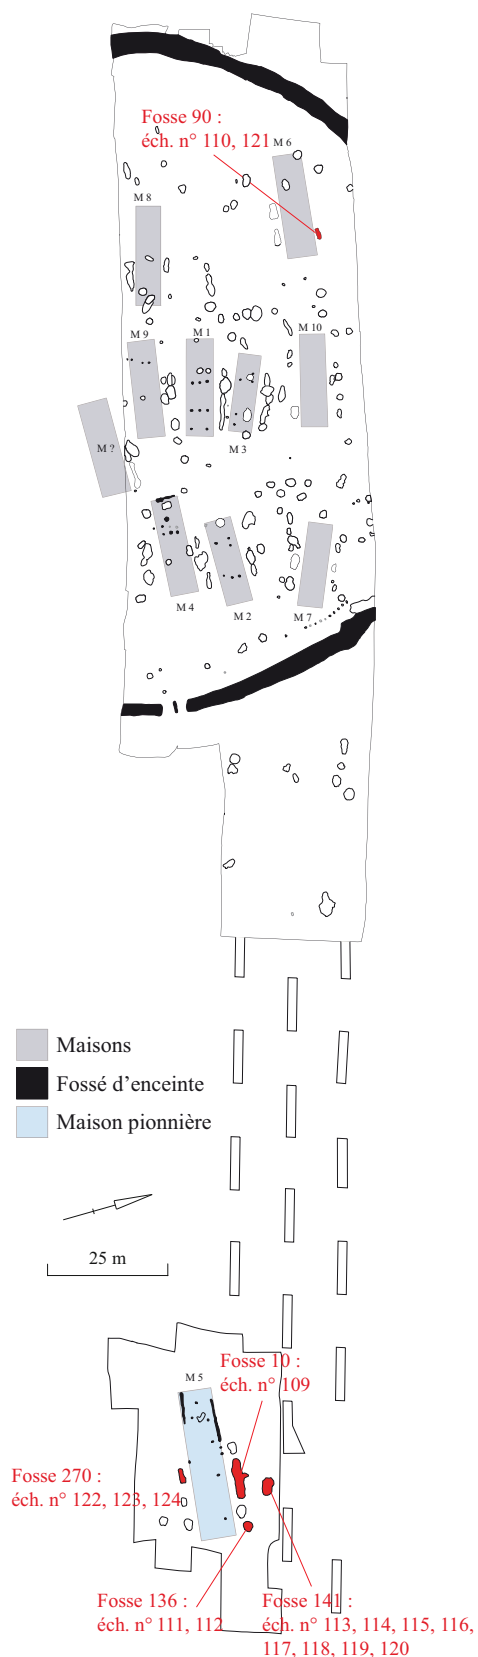 Fosse 90 :
éch. n° 110, 121
M 6
M 8
M 9
M 1
M 10
M 3
M ?
M 4
M 2
M 7
Maisons
Fossé d’enceinte
Maison pionnière
25 m
Fosse 10 :
éch. n° 109
M 5
Fosse 270 :
éch. n° 122, 123, 124
Fosse 136 :
éch. n° 111, 112
Fosse 141 :
éch. n° 113, 114, 115, 116,
117, 118, 119, 120